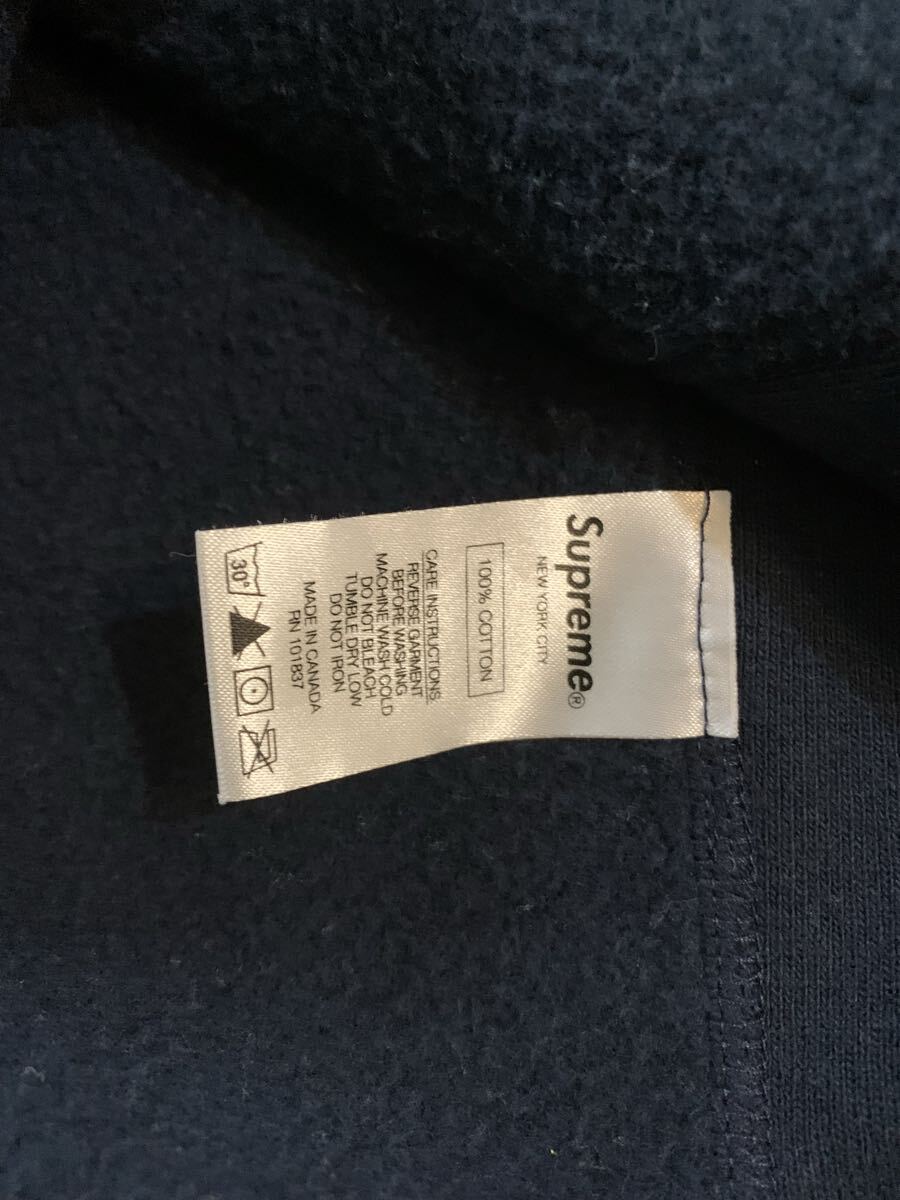 Supreme®
NEW YORK CITY
100% COTTON
CARE INSTRUCTIONS:
REVERSE GARMENT
BEFORE WASHING
MACHINE WASH COLD
DO NOT BLEACH
TUMBLE DRY LOW
DO NOT IRON
MADE IN CANADA
RN 101837
30°